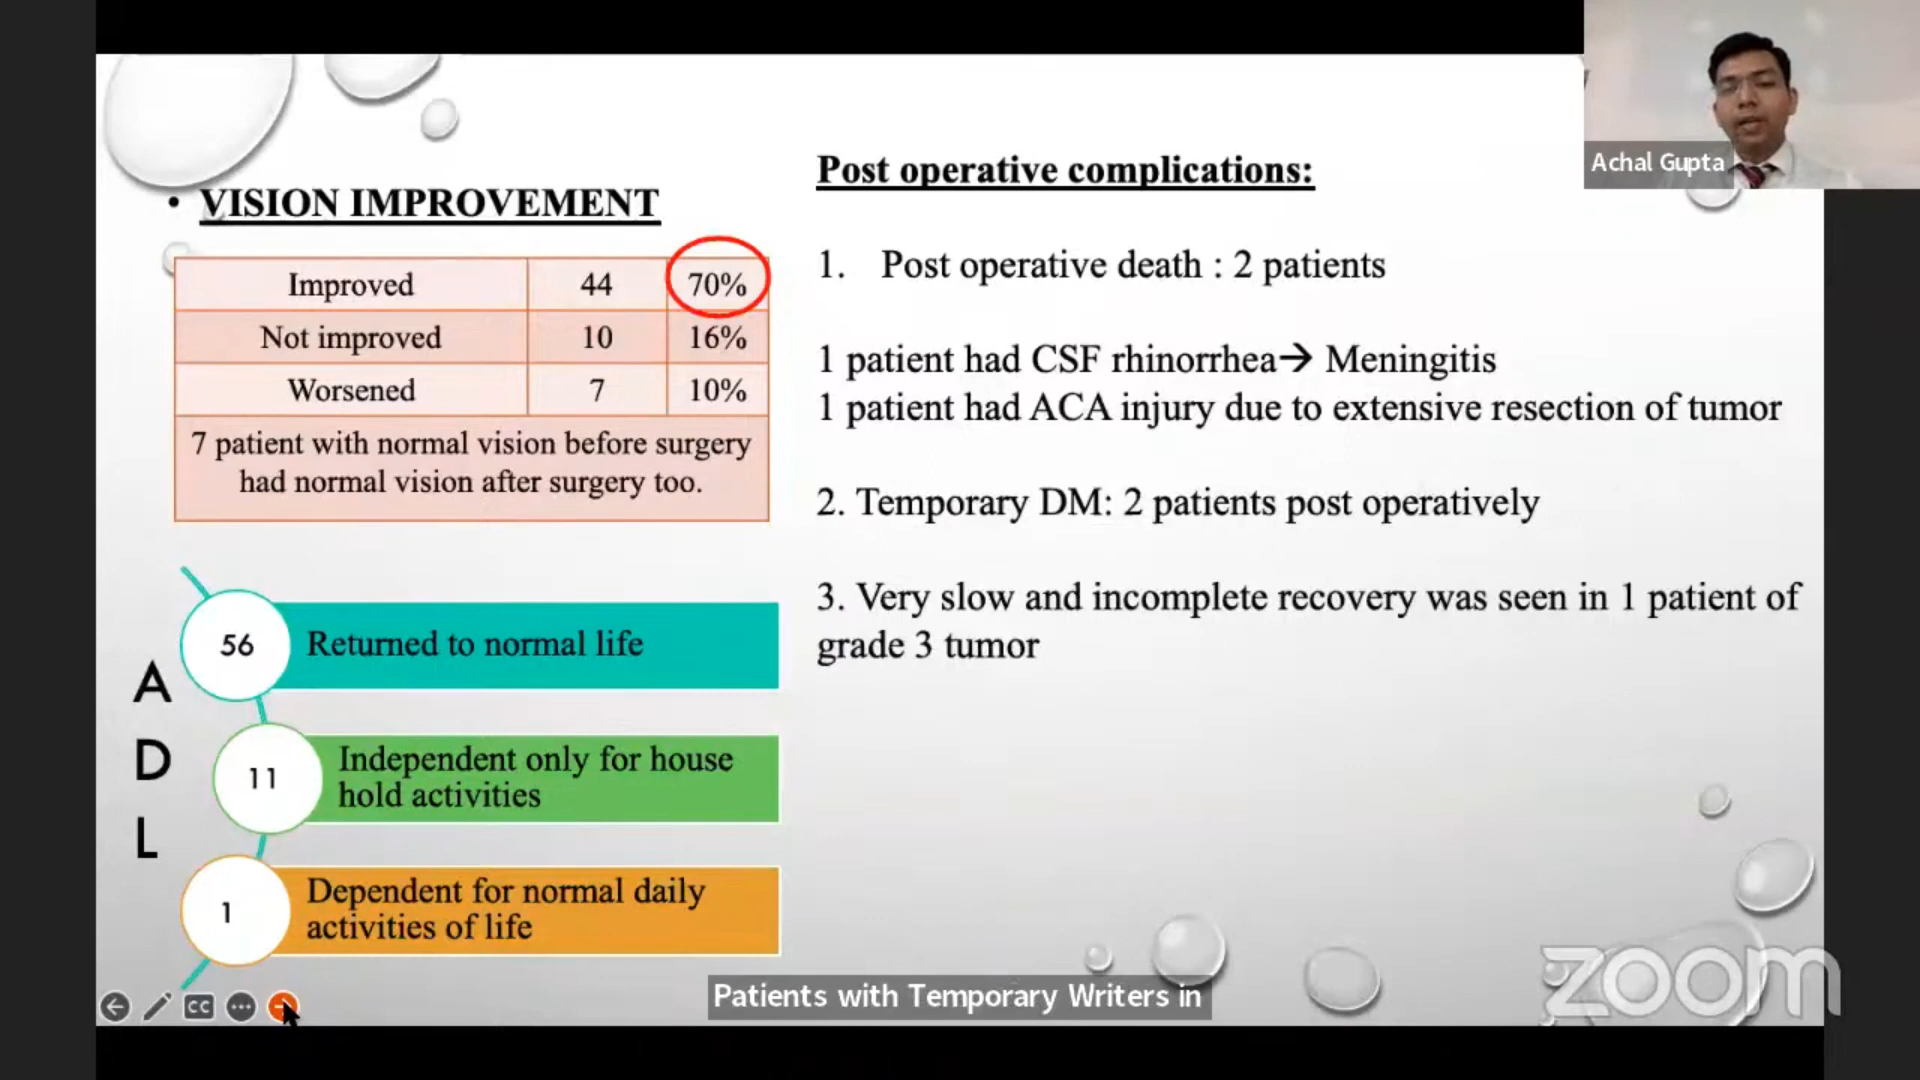 Achal Gupta
• VISION IMPROVEMENT
Improved 44 70%
Not improved 10 16%
Worsened 7 10%
7 patient with normal vision before surgery
had normal vision after surgery too.
A
D
L
56 Returned to normal life
11 Independent only for house
hold activities
1 Dependent for normal daily
activities of life
Post operative complications:
1. Post operative death : 2 patients
1 patient had CSF rhinorrhea→ Meningitis
1 patient had ACA injury due to extensive resection of tumor
2. Temporary DM: 2 patients post operatively
3. Very slow and incomplete recovery was seen in 1 patient of
grade 3 tumor
CC
Patients with Temporary Writers in
zoom